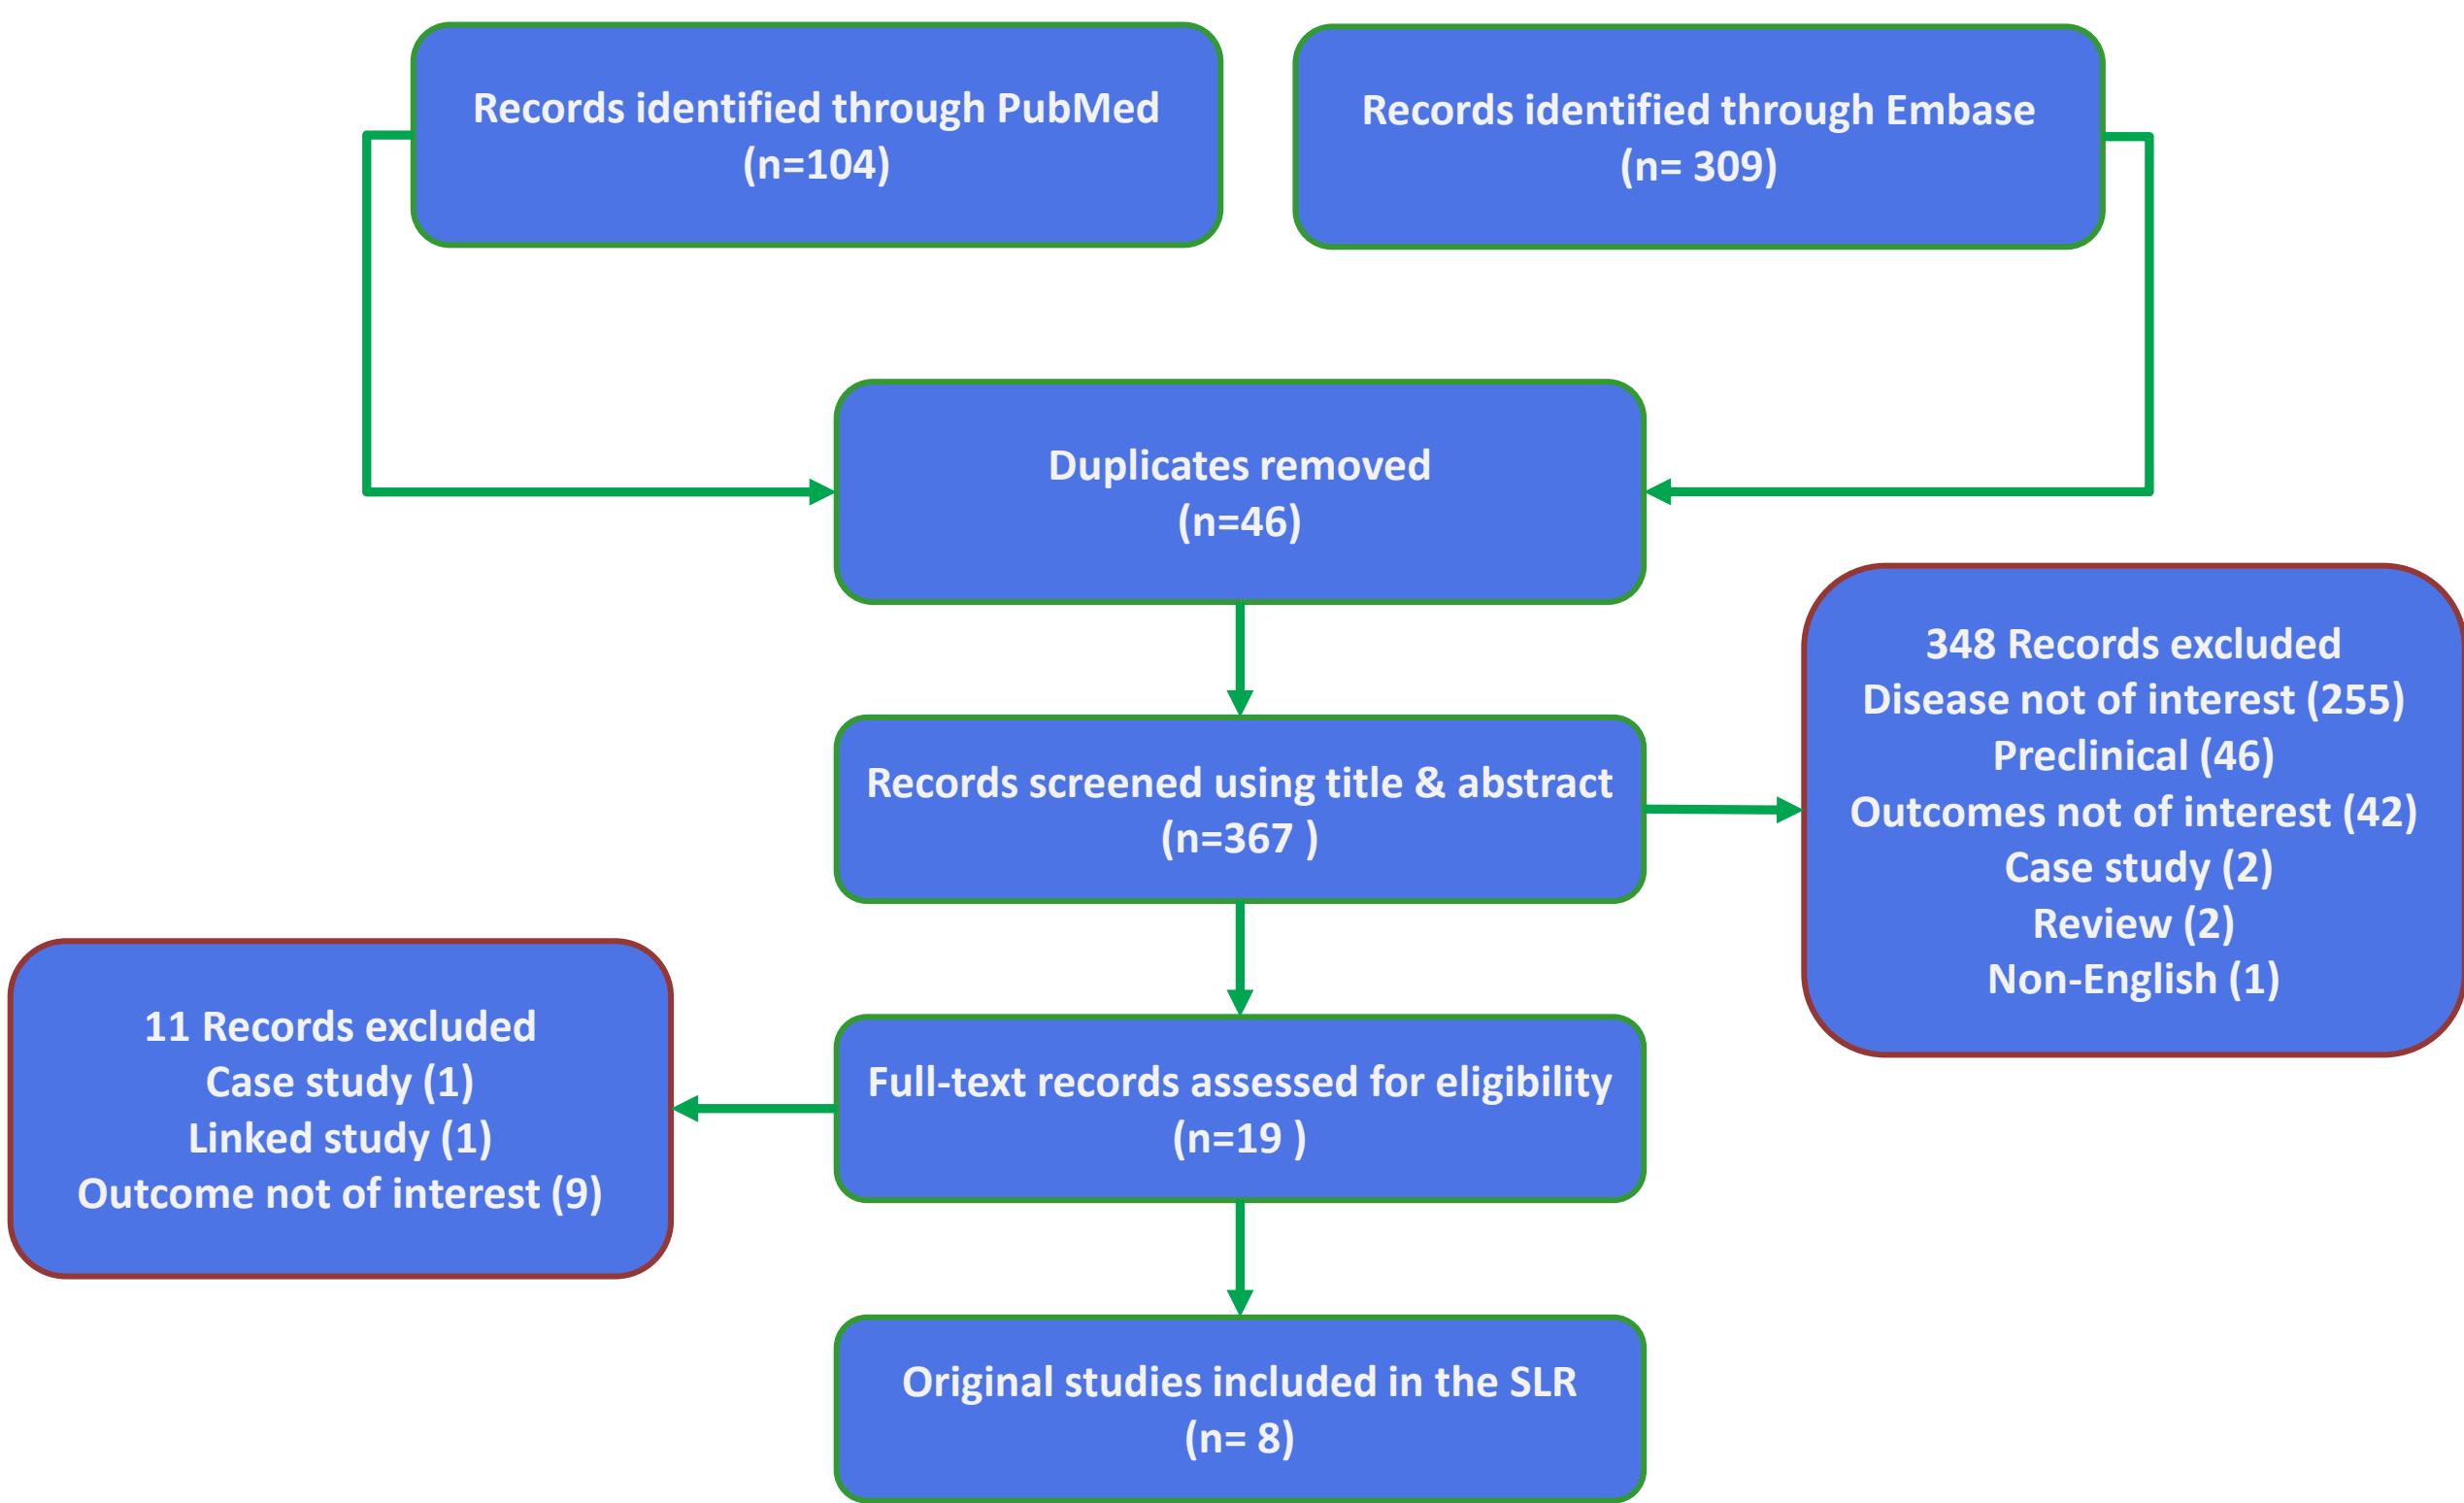 Records identified through PubMed
(n=104)
Records identified through Embase
(n= 309)
Duplicates removed
(n=46)
Records screened using title & abstract
(n=367 )
348 Records excluded
Disease not of interest (255)
Preclinical (46)
Outcomes not of interest (42)
Case study (2)
Review (2)
Non-English (1)
Full-text records assessed for eligibility
(n=19 )
11 Records excluded
Case study (1)
Linked study (1)
Outcome not of interest (9)
Original studies included in the SLR
(n= 8)